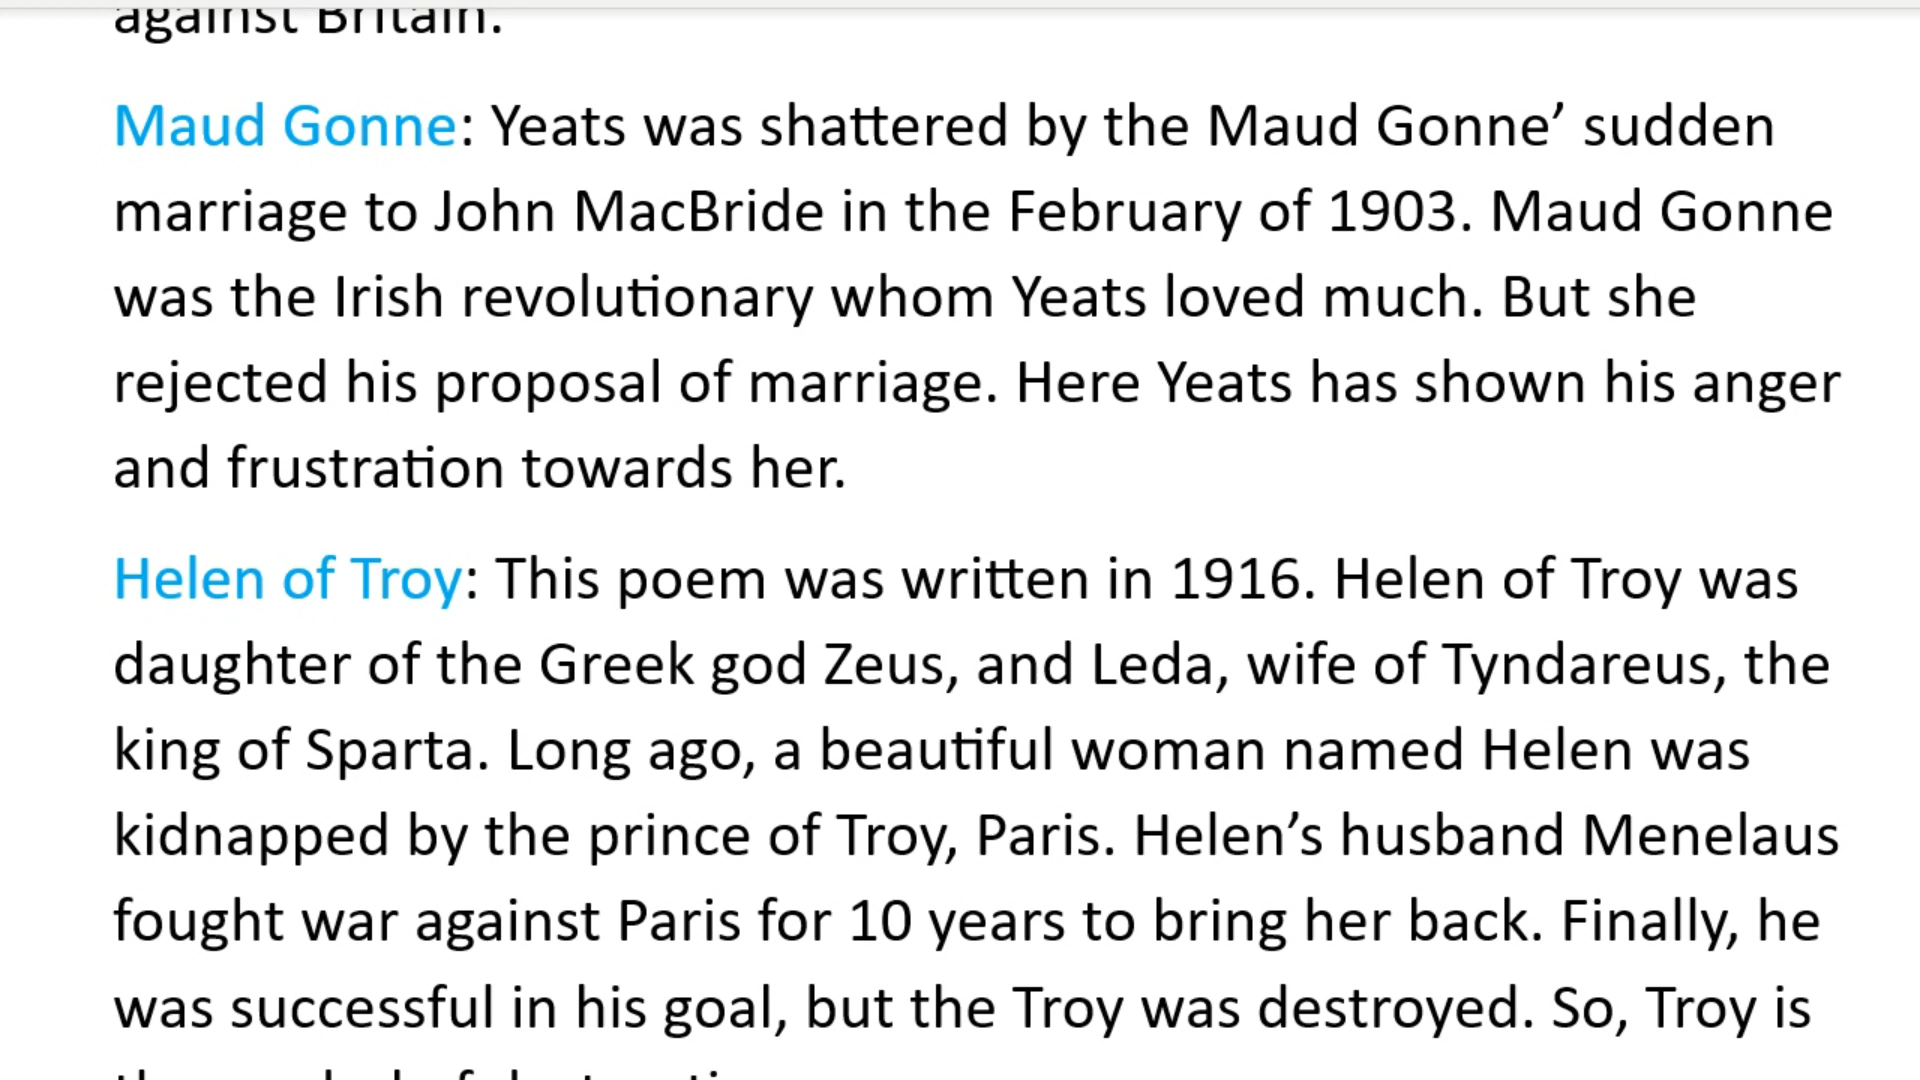 against Britain.
Maud Gonne: Yeats was shattered by the Maud Gonne’ sudden
marriage to John MacBride in the February of 1903. Maud Gonne
was the Irish revolutionary whom Yeats loved much. But she
rejected his proposal of marriage. Here Yeats has shown his anger
and frustration towards her.
Helen of Troy: This poem was written in 1916. Helen of Troy was
daughter of the Greek god Zeus, and Leda, wife of Tyndareus, the
king of Sparta. Long ago, a beautiful woman named Helen was
kidnapped by the prince of Troy, Paris. Helen’s husband Menelaus
fought war against Paris for 10 years to bring her back. Finally, he
was successful in his goal, but the Troy was destroyed. So, Troy is